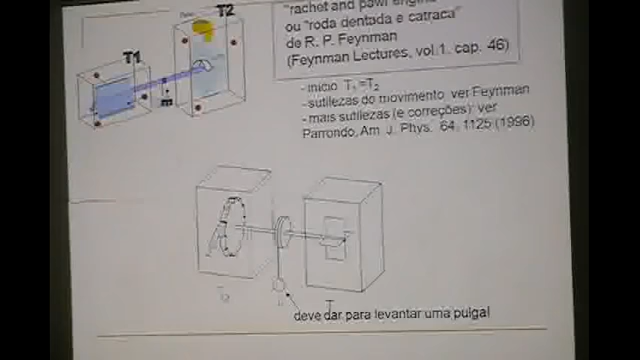 T1
T2
m
"rachet and pawl engine"
ou "roda dentada e catraca"
de R. P. Feynman
(Feynman Lectures, vol.1. cap. 46)
- início T₁=T₂
- sutilezas do movimento ver Feynman
- mais sutilezas (e correções): ver
Parrondo, Am J. Phys. 64, 1125 (1996)
T
deve dar para levantar uma pulga!